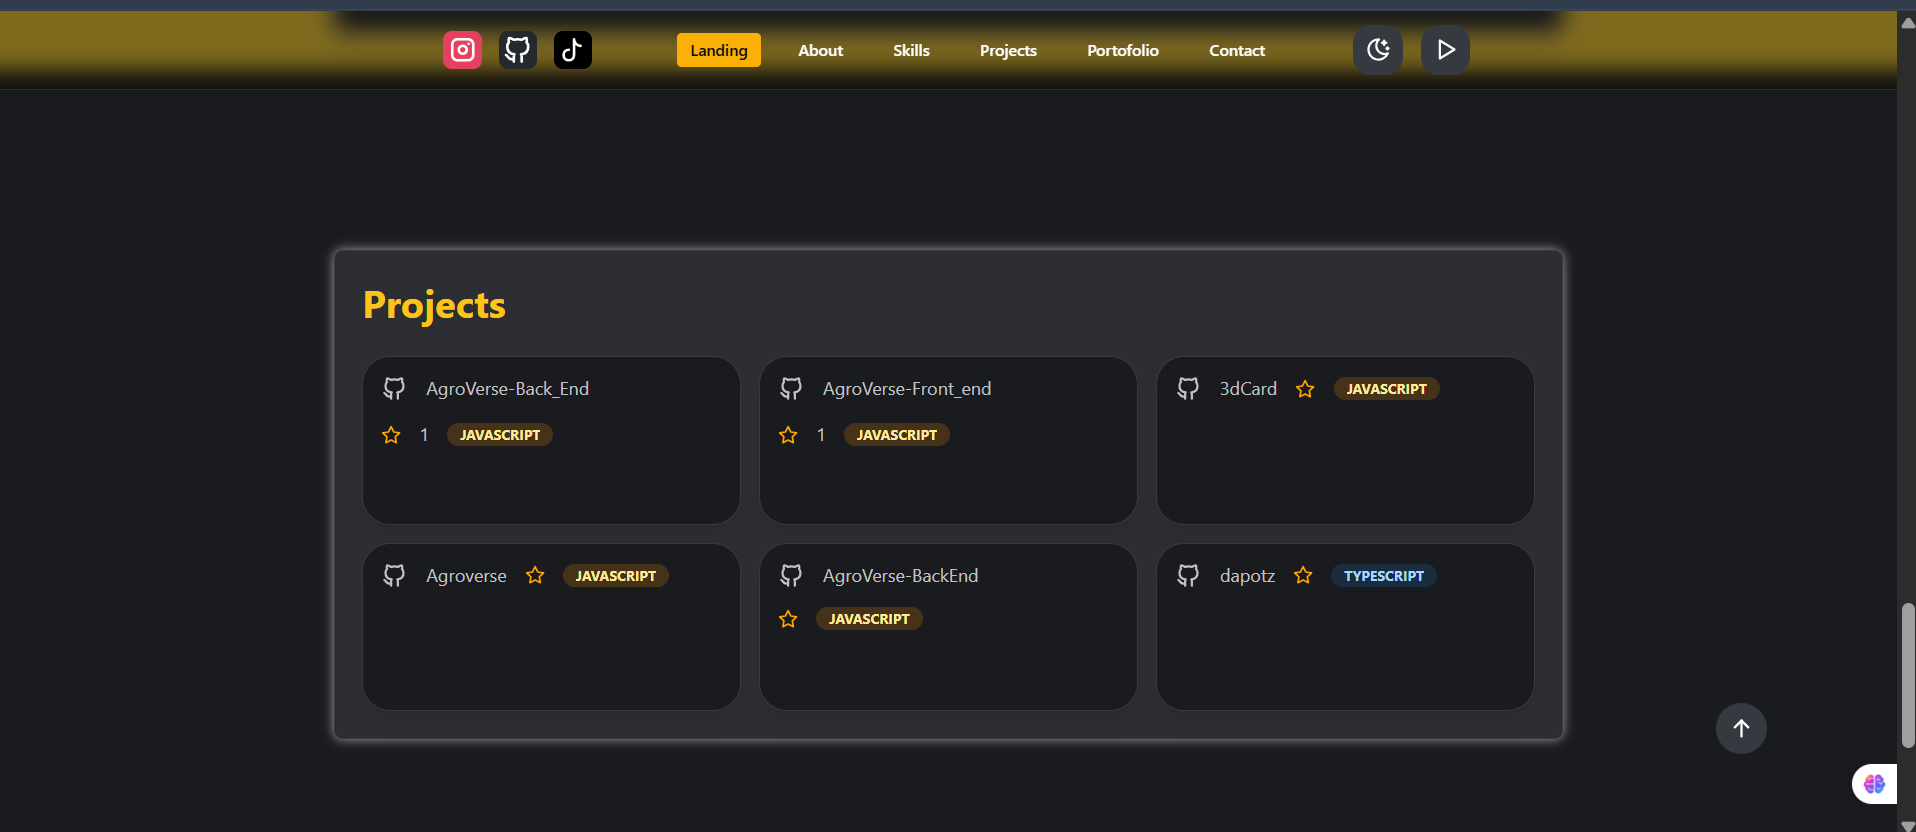 Landing About Skills Projects Portofolio Contact
Projects
AgroVerse-Back_End
1 JAVASCRIPT
AgroVerse-Front_end
1 JAVASCRIPT
3dCard JAVASCRIPT
Agroverse JAVASCRIPT
AgroVerse-BackEnd
JAVASCRIPT
dapotz TYPESCRIPT